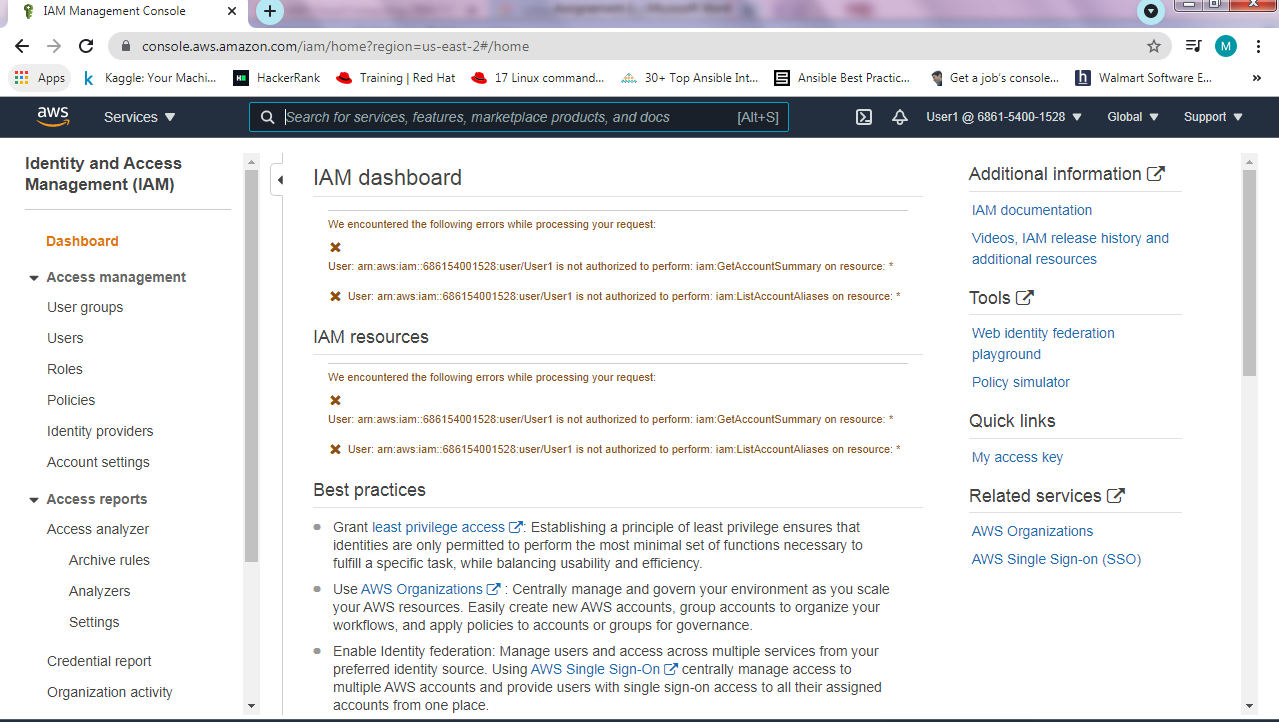 IAM Management Console
console.aws.amazon.com/iam/home?region=us-east-2#/home
M
Apps
Kaggle: Your Machi...
HackerRank
Training | Red Hat
17 Linux command...
30+ Top Ansible Int...
Ansible Best Practic...
Get a job's console...
Walmart Software E...
aws
Services
Search for services, features, marketplace products, and docs
[Alt+S]
User1 @ 6861-5400-1528
Global
Support
Identity and Access
Management (IAM)
Dashboard
Access management
User groups
Users
Roles
Policies
Identity providers
Account settings
Access reports
Access analyzer
Archive rules
Analyzers
Settings
Credential report
Organization activity
IAM dashboard
We encountered the following errors while processing your request:
User: arn:aws:iam::686154001528:user/User1 is not authorized to perform: iam:GetAccountSummary on resource: *
User: arn:aws:iam::686154001528:user/User1 is not authorized to perform: iam:ListAccountAliases on resource: *
IAM resources
We encountered the following errors while processing your request:
User: arn:aws:iam::686154001528:user/User1 is not authorized to perform: iam:GetAccountSummary on resource: *
User: arn:aws:iam::686154001528:user/User1 is not authorized to perform: iam:ListAccountAliases on resource: *
Best practices
Grant least privilege access : Establishing a principle of least privilege ensures that
identities are only permitted to perform the most minimal set of functions necessary to
fulfill a specific task, while balancing usability and efficiency.
Use AWS Organizations : Centrally manage and govern your environment as you scale
your AWS resources. Easily create new AWS accounts, group accounts to organize your
workflows, and apply policies to accounts or groups for governance.
Enable Identity federation: Manage users and access across multiple services from your
preferred identity source. Using AWS Single Sign-On centrally manage access to
multiple AWS accounts and provide users with single sign-on access to all their assigned
accounts from one place.
Additional information
IAM documentation
Videos, IAM release history and
additional resources
Tools
Web identity federation
playground
Policy simulator
Quick links
My access key
Related services
AWS Organizations
AWS Single Sign-on (SSO)